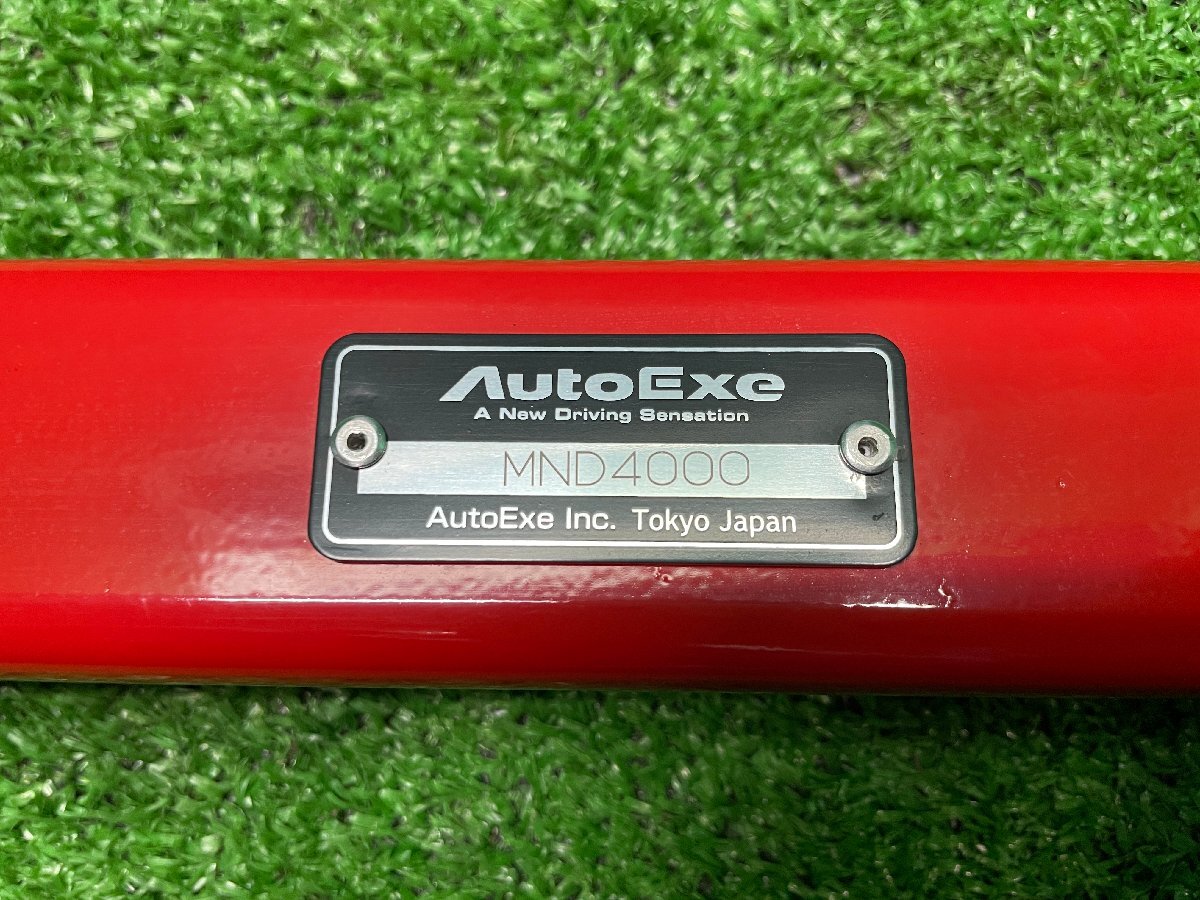 AutoExe
A New Driving Sensation
MND4000
AutoExe Inc. Tokyo Japan